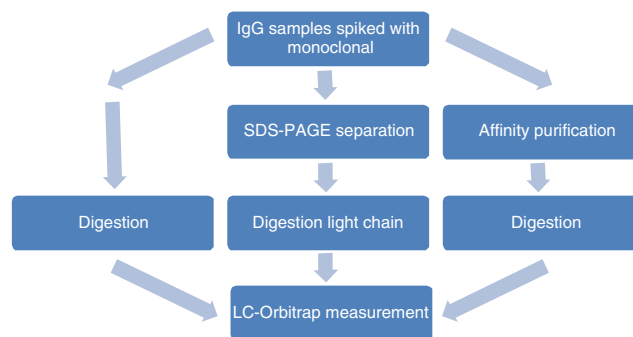 IgG samples spiked with
monoclonal
SDS-PAGE separation
Affinity purification
Digestion
Digestion light chain
Digestion
LC-Orbitrap measurement